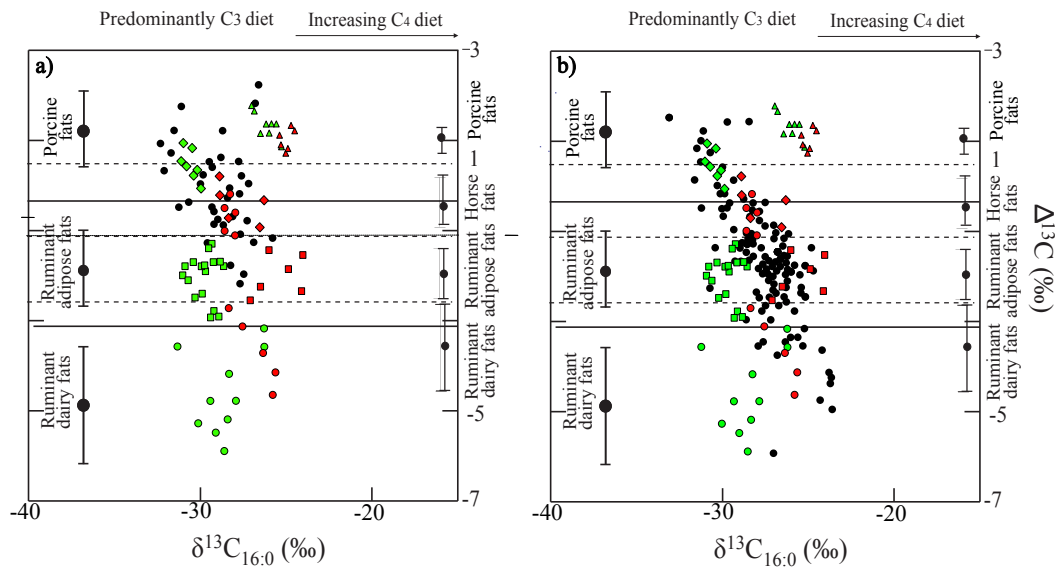 Predominantly C3 diet
Increasing C4 diet
a)
Porcine
fats
Ruminant
adipose fats
Ruminant
dairy fats
Porcine
fats
Horse
fats
Ruminant
adipose fats
Ruminant
dairy fats
-3
1
-5
-7
-40
-30
-20
δ13C16:0 (‰)
Predominantly C3 diet
Increasing C4 diet
b)
Porcine
fats
Ruminant
adipose fats
Ruminant
dairy fats
Porcine
fats
Horse
fats
Ruminant
adipose fats
Ruminant
dairy fats
-3
1
-5
-7
Δ13C (‰)
-40
-30
-20
δ13C16:0 (‰)